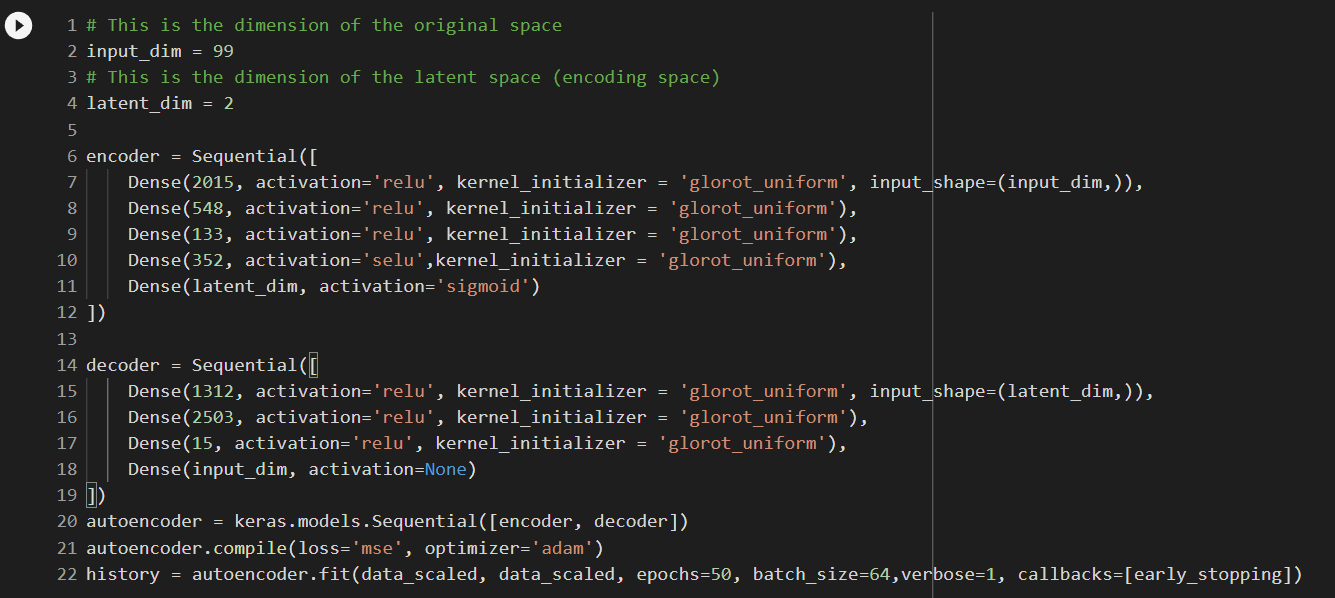 1 # This is the dimension of the original space
2 input_dim = 99
3 # This is the dimension of the latent space (encoding space)
4 latent_dim = 2
5
6 encoder = Sequential([
7     Dense(2015, activation='relu', kernel_initializer = 'glorot_uniform', input_shape=(input_dim,)),
8     Dense(548, activation='relu', kernel_initializer = 'glorot_uniform'),
9     Dense(133, activation='relu', kernel_initializer = 'glorot_uniform'),
10     Dense(352, activation='selu',kernel_initializer = 'glorot_uniform'),
11     Dense(latent_dim, activation='sigmoid')
12 ])
13
14 decoder = Sequential([
15     Dense(1312, activation='relu', kernel_initializer = 'glorot_uniform', input_shape=(latent_dim,)),
16     Dense(2503, activation='relu', kernel_initializer = 'glorot_uniform'),
17     Dense(15, activation='relu', kernel_initializer = 'glorot_uniform'),
18     Dense(input_dim, activation=None)
19 ])
20 autoencoder = keras.models.Sequential([encoder, decoder])
21 autoencoder.compile(loss='mse', optimizer='adam')
22 history = autoencoder.fit(data_scaled, data_scaled, epochs=50, batch_size=64,verbose=1, callbacks=[early_stopping])